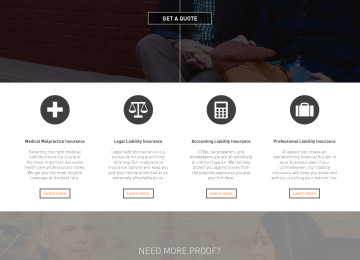 GET A QUOTE
Medical Malpractice Insurance
Selecting the right medical
liability insurance is one of
the most important decisions
healthcare professionals make.
We get you the most reliable
coverage at the best rate.
Learn more
Legal Liability Insurance
Legal liability insurance is a
necessity for any practicing
attorney. Our malpractice
insurance options will keep you
and your family protected at an
extremely affordable price.
Learn more
Accounting Liability Insurance
CPAs, tax preparers, and
bookkeepers are all potentially
at risk for litigation. We can help
protect you against losses from
the potential exposures you and
your firm face.
Learn more
Professional Liability Insurance
A lawsuit can create an
overwhelming financial burden to
your business, even if you
win. Our liability
insurance will keep you protected
without crushing your bottom line.
Learn more
NEED MORE PROOF?